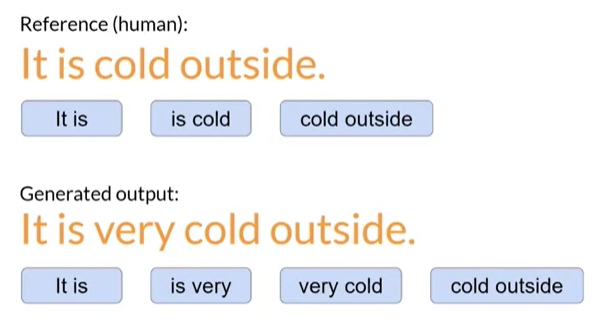 Reference (human):
It is cold outside.
It is is cold cold outside
Generated output:
It is very cold outside.
It is is very very cold cold outside